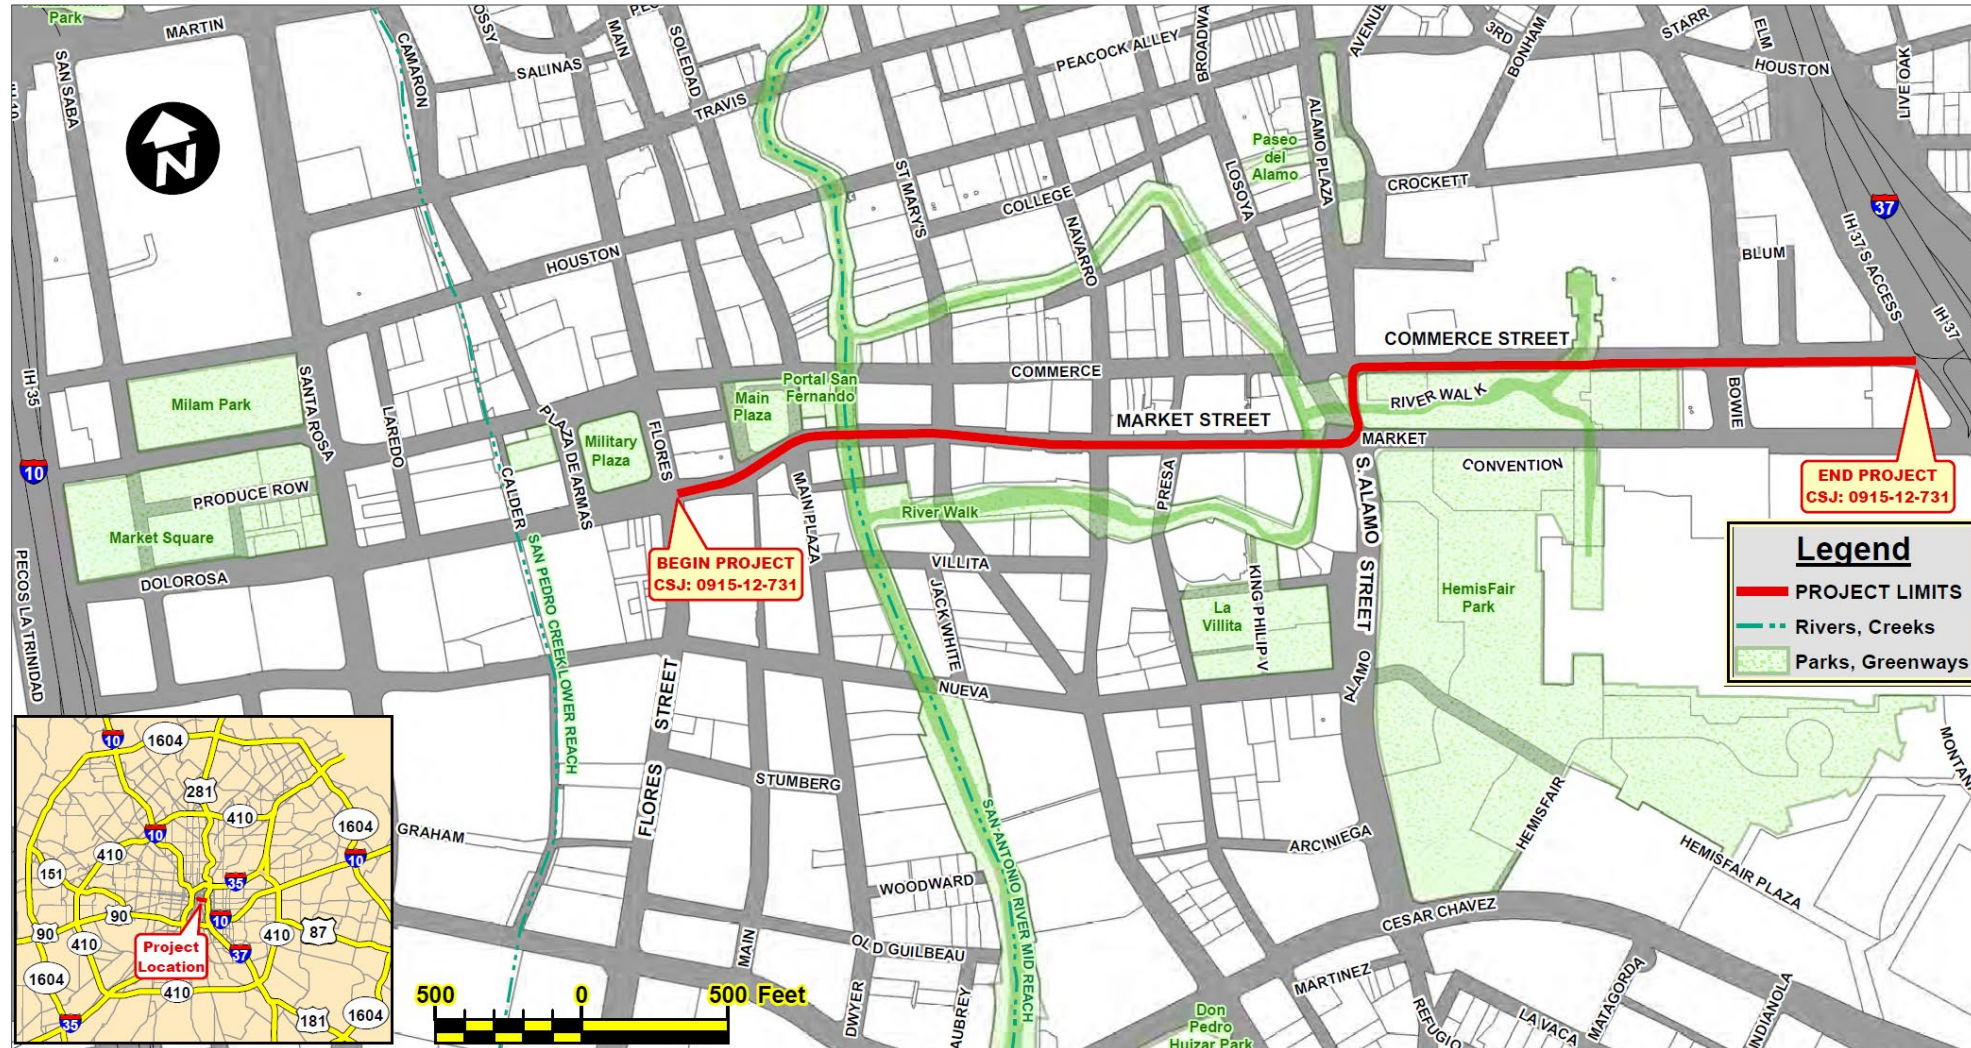 Park
MARTIN
SAN SABA
CAMARON
SALINAS
MAIN
SOLEDAD
TRAVIS
PEACOCK ALLEY
AVENUE
3RD
BONHAM
STARR
ELM
HOUSTON
LIVE OAK
N
ST MARY'S
COLLEGE
NAVARRO
LOSOYA
Paseo
del
Alamo
ALAMO PLAZA
CROCKETT
37
IH 37 S ACCESS
IH 37
BLUM
HOUSTON
COMMERCE STREET
COMMERCE
Portal San
Fernando
Main
Plaza
MARKET STREET
RIVER WALK
BOWIE
MARKET
CONVENTION
IH 35
Milam Park
SANTA ROSA
LAREDO
PLAZA DE ARMAS
Military
Plaza
FLORES
10
PRODUCE ROW
Market Square
DOLOROSA
CALDER
MAIN PLAZA
River Walk
PRESA
S. ALAMO STREET
END PROJECT
CSJ: 0915-12-731
BEGIN PROJECT
CSJ: 0915-12-731
PECOS LA TRINIDAD
SAN PEDRO CREEK LOWER REACH
VILLITA
JACK WHITE
KING PHILIP V
La
Villita
HemisFair
Park
Legend
PROJECT LIMITS
Rivers, Creeks
Parks, Greenways
NUEVA
ALAMO
FLORES STREET
STUMBERG
SAN ANTONIO RIVER MID REACH
GRAHAM
WOODWARD
ARCINIEGA
HEMISFAIR
HEMISFAIR PLAZA
CESAR CHAVEZ
MAIN
OLD GUILBEAU
DWYER
AUBREY
MARTINEZ
REFUGIO
LA VACA
MATAGORDA
INDIANOLA
Don
Pedro
Huizar Park
500 0 500 Feet
10
1604
281
410
1604
10
10
410
151
35
90
10
90
410
410
87
37
Project
Location
1604
410
181
1604
35